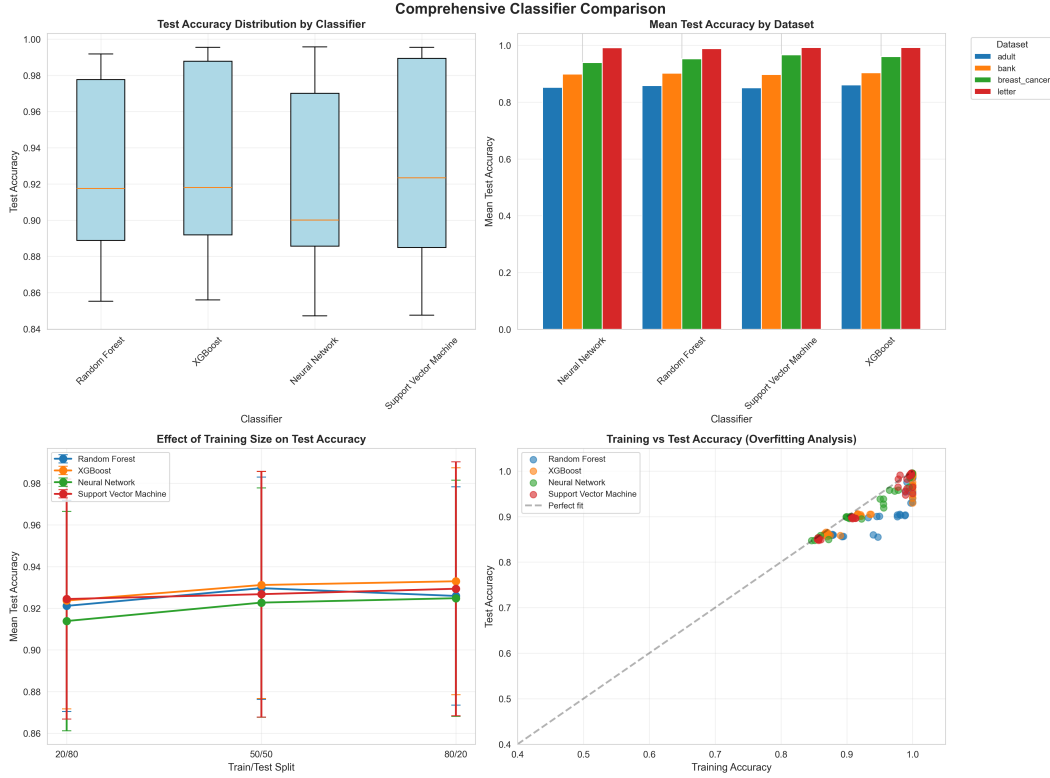 Comprehensive Classifier Comparison
Test Accuracy Distribution by Classifier
Test Accuracy
1.00
0.98
0.96
0.94
0.92
0.90
0.88
0.86
0.84
Random Forest
XGBoost
Neural Network
Support Vector Machine
Classifier
Mean Test Accuracy by Dataset
Mean Test Accuracy
1.0
0.8
0.6
0.4
0.2
0.0
Neural Network
Random Forest
Support Vector Machine
XGBoost
Classifier
Dataset
adult
bank
breast_cancer
letter
Effect of Training Size on Test Accuracy
Random Forest
XGBoost
Neural Network
Support Vector Machine
Mean Test Accuracy
0.98
0.96
0.94
0.92
0.90
0.88
0.86
20/80
50/50
80/20
Train/Test Split
Training vs Test Accuracy (Overfitting Analysis)
Random Forest
XGBoost
Neural Network
Support Vector Machine
Perfect fit
Test Accuracy
1.0
0.9
0.8
0.7
0.6
0.5
0.4
0.4
0.5
0.6
0.7
0.8
0.9
1.0
Training Accuracy